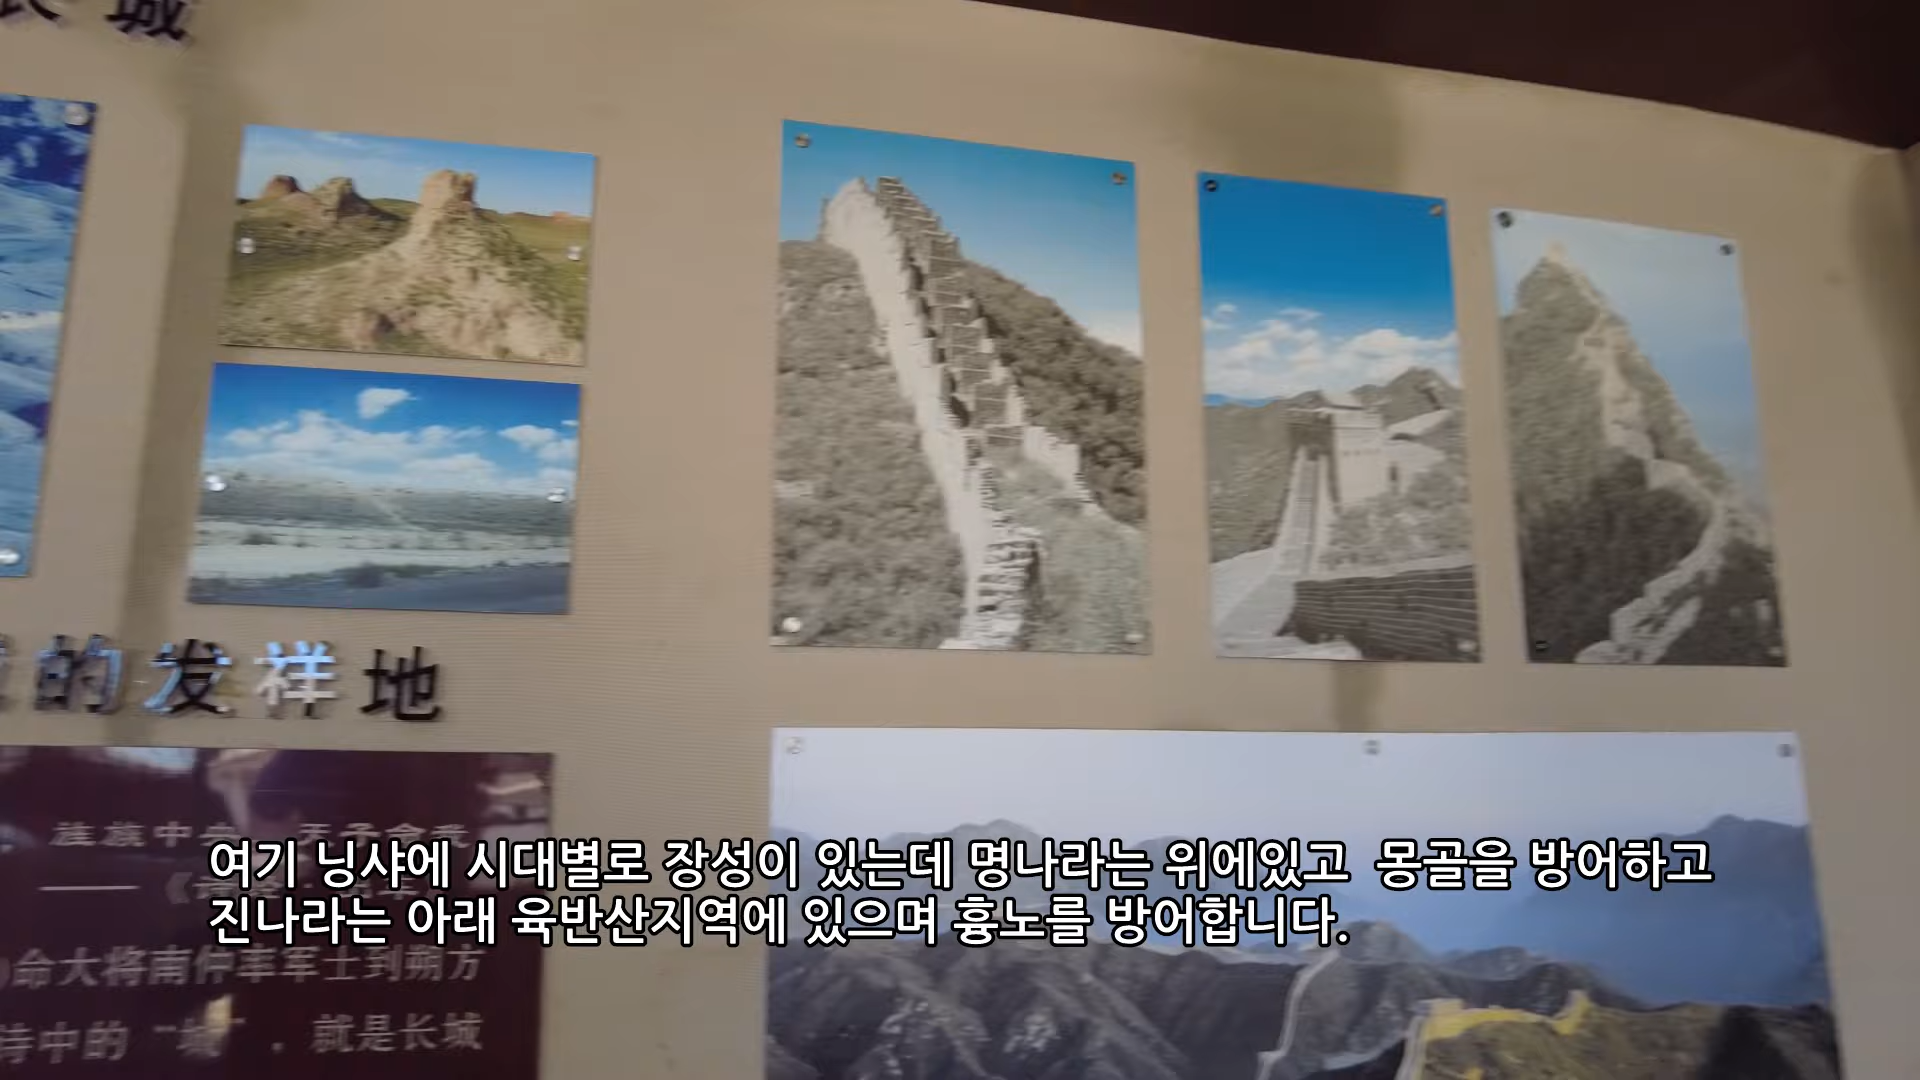 长城
的发祥地
여기 닝샤에 시대별로 장성이 있는데 명나라는 위에있고 몽골을 방어하고
진나라는 아래 육반산지역에 있으며 흉노를 방어합니다.
命大将南仲率军士到朔方
诗中的“城”，就是长城